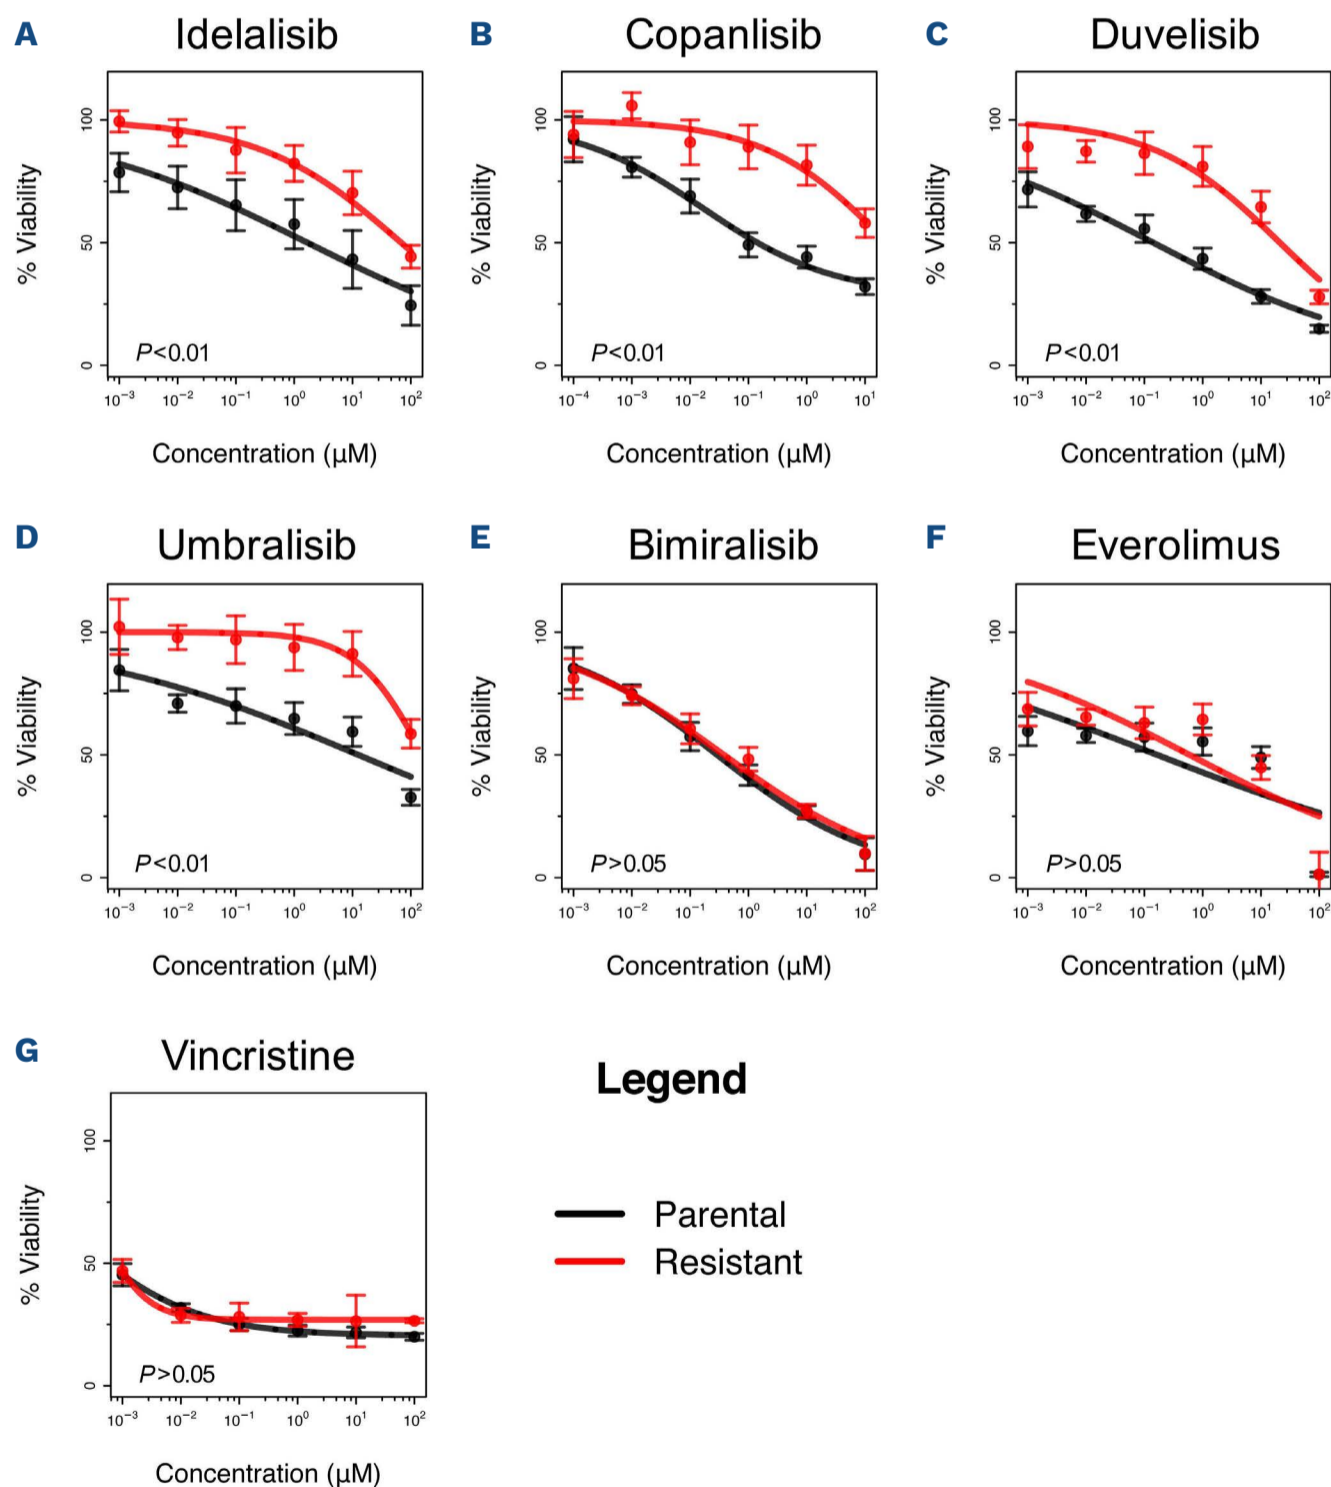 A Idelalisib
% Viability
100
50
0
P<0.01
10⁻³ 10⁻² 10⁻¹ 10⁰ 10¹ 10²
Concentration (μM)
B Copanlisib
% Viability
100
50
0
P<0.01
10⁻⁴ 10⁻³ 10⁻² 10⁻¹ 10⁰ 10¹
Concentration (μM)
C Duvelisib
% Viability
100
50
0
P<0.01
10⁻³ 10⁻² 10⁻¹ 10⁰ 10¹ 10²
Concentration (μM)
D Umbralisib
% Viability
100
50
0
P<0.01
10⁻³ 10⁻² 10⁻¹ 10⁰ 10¹ 10²
Concentration (μM)
E Bimiralisib
% Viability
100
50
0
P>0.05
10⁻³ 10⁻² 10⁻¹ 10⁰ 10¹ 10²
Concentration (μM)
F Everolimus
% Viability
100
50
0
P>0.05
10⁻³ 10⁻² 10⁻¹ 10⁰ 10¹ 10²
Concentration (μM)
G Vincristine
% Viability
100
50
0
P>0.05
10⁻³ 10⁻² 10⁻¹ 10⁰ 10¹ 10²
Concentration (μM)
Legend
Parental
Resistant